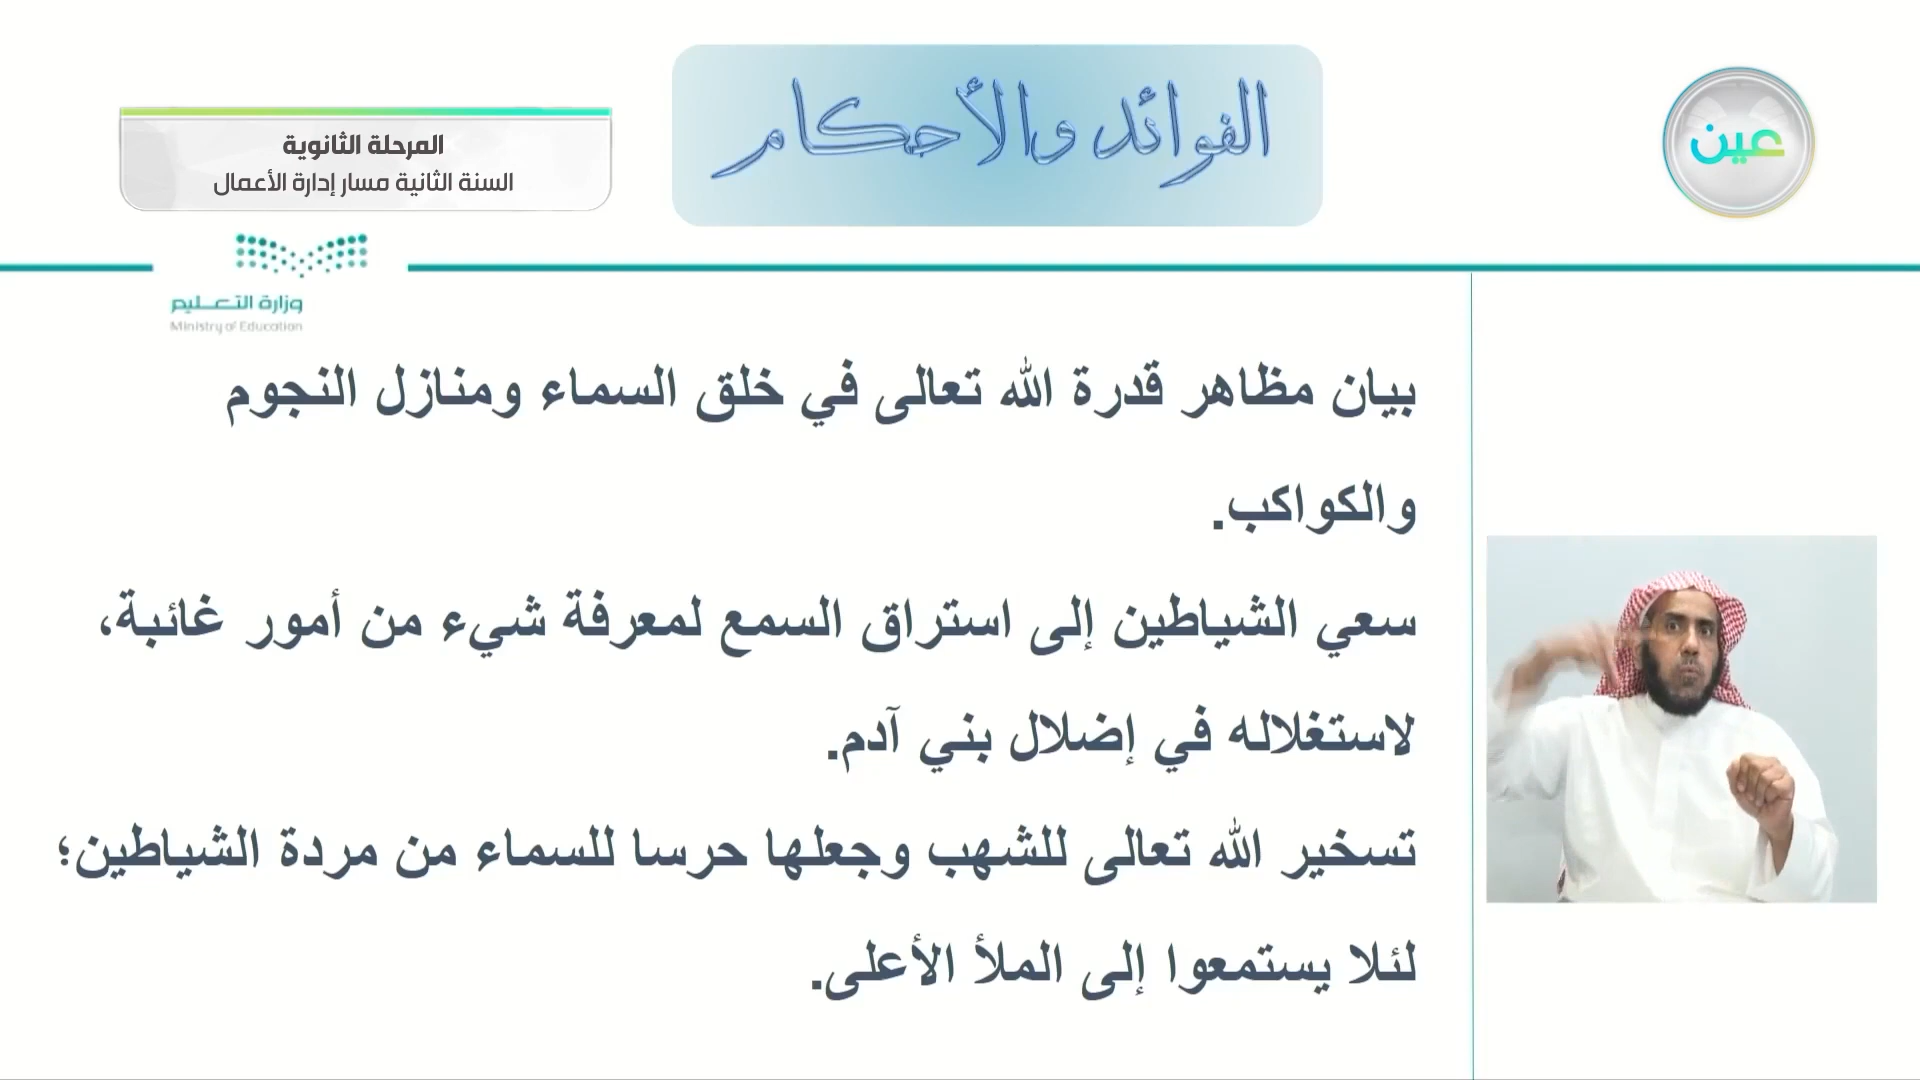 الفوائد والأحكام
عين
المرحلة الثانوية
السنة الثانية مسار إدارة الأعمال
وزارة التعليم
Ministry of Education
بيان مظاهر قدرة الله تعالى في خلق السماء ومنازل النجوم
والكواكب.
سعي الشياطين إلى استراق السمع لمعرفة شيء من أمور غائبة،
لاستغلاله في إضلال بني آدم.
تسخير الله تعالى للشهب وجعلها حرسا للسماء من مردة الشياطين؛
لئلا يستمعوا إلى الملأ الأعلى.